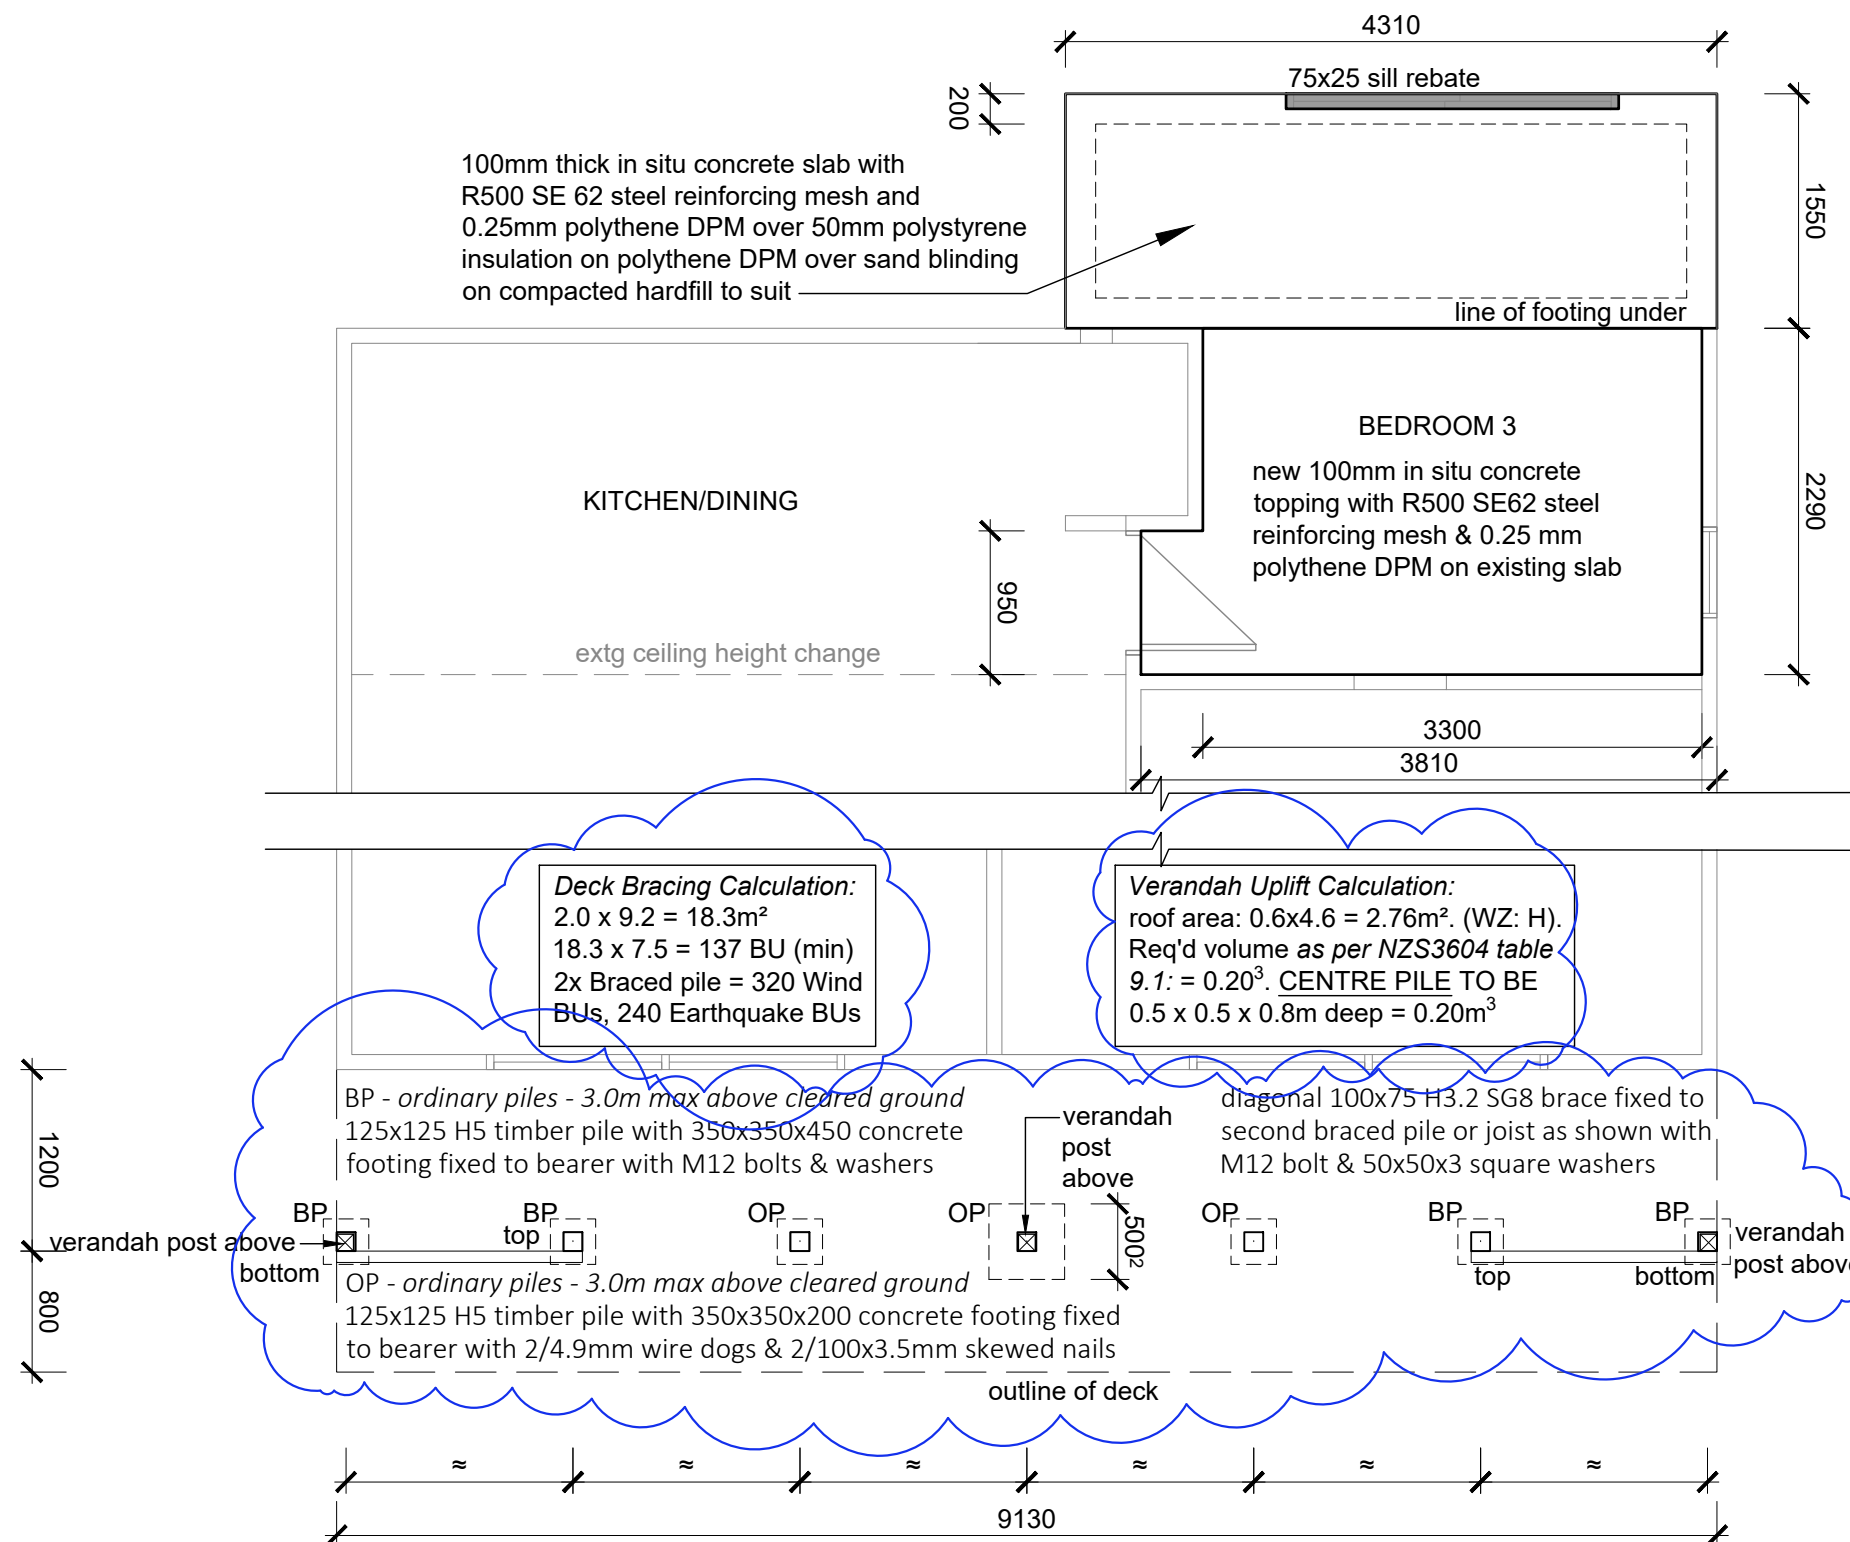 4310
75x25 sill rebate
200
100mm thick in situ concrete slab with
R500 SE 62 steel reinforcing mesh and
0.25mm polythene DPM over 50mm polystyrene
insulation on polythene DPM over sand blinding
on compacted hardfill to suit
1550
line of footing under
BEDROOM 3
new 100mm in situ concrete
topping with R500 SE62 steel
reinforcing mesh & 0.25 mm
polythene DPM on existing slab
KITCHEN/DINING
2290
950
extg ceiling height change
3300
3810
Deck Bracing Calculation:
2.0 x 9.2 = 18.3m²
18.3 x 7.5 = 137 BU (min)
2x Braced pile = 320 Wind
BUs, 240 Earthquake BUs
Verandah Uplift Calculation:
roof area: 0.6x4.6 = 2.76m². (WZ: H).
Req'd volume as per NZS3604 table
9.1: = 0.20³. CENTRE PILE TO BE
0.5 x 0.5 x 0.8m deep = 0.20m³
BP - ordinary piles - 3.0m max above cleared ground
125x125 H5 timber pile with 350x350x450 concrete
footing fixed to bearer with M12 bolts & washers
verandah
post
above
diagonal 100x75 H3.2 SG8 brace fixed to
second braced pile or joist as shown with
M12 bolt & 50x50x3 square washers
1200
BP
BP
OP
OP
OP
BP
BP
verandah post above
top
bottom
500²
top
bottom
verandah
post above
800
OP - ordinary piles - 3.0m max above cleared ground
125x125 H5 timber pile with 350x350x200 concrete footing fixed
to bearer with 2/4.9mm wire dogs & 2/100x3.5mm skewed nails
outline of deck
≈ ≈ ≈ ≈ ≈ ≈
9130